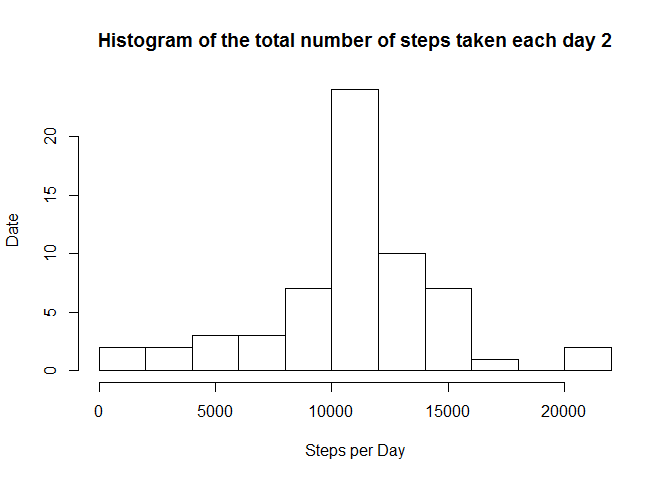 Histogram of the total number of steps taken each day 2
Date
20
15
10
5
0
0 5000 10000 15000 20000
Steps per Day